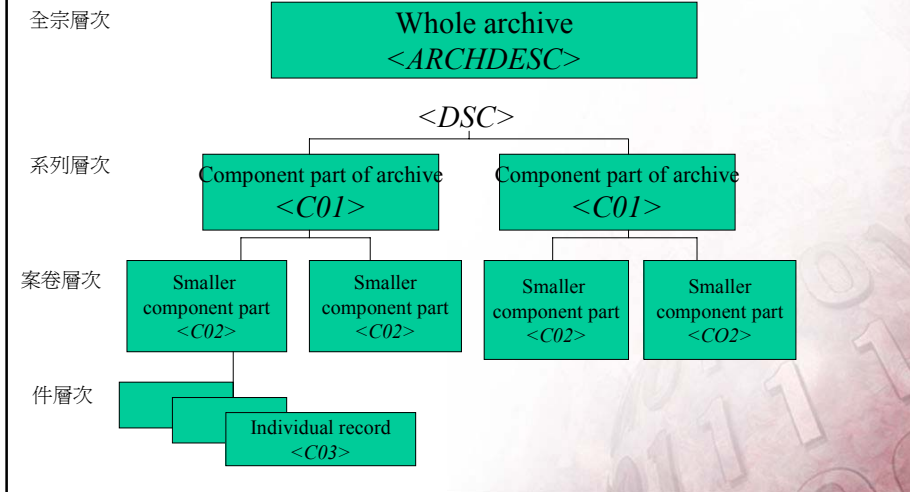 全宗層次
Whole archive
<ARCHDESC>
<DSC>
系列層次
Component part of archive
<C01>
Component part of archive
<C01>
案卷層次
Smaller
component part
<C02>
Smaller
component part
<C02>
Smaller
component part
<C02>
Smaller
component part
<CO2>
件層次
Individual record
<C03>